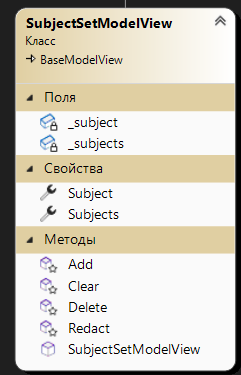 SubjectSetModelView
Класс
BaseModelView
Поля
_subject
_subjects
Свойства
Subject
Subjects
Методы
Add
Clear
Delete
Redact
SubjectSetModelView